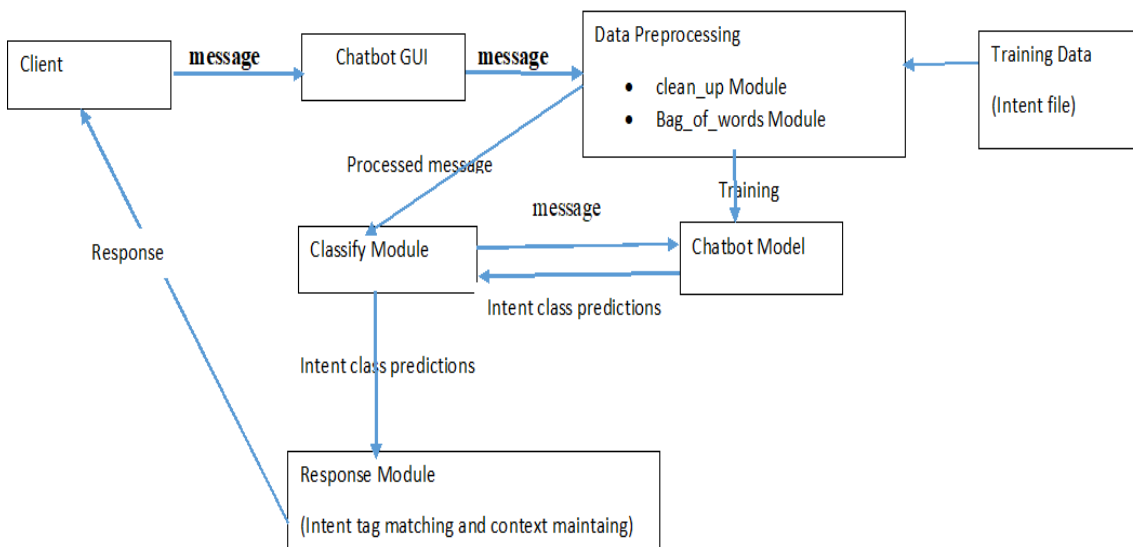 Client
message
Chatbot GUI
message
Data Preprocessing
• clean_up Module
• Bag_of_words Module
Training Data
(Intent file)
Processed message
Training
message
Classify Module
Chatbot Model
Response
Intent class predictions
Intent class predictions
Response Module
(Intent tag matching and context maintaing)